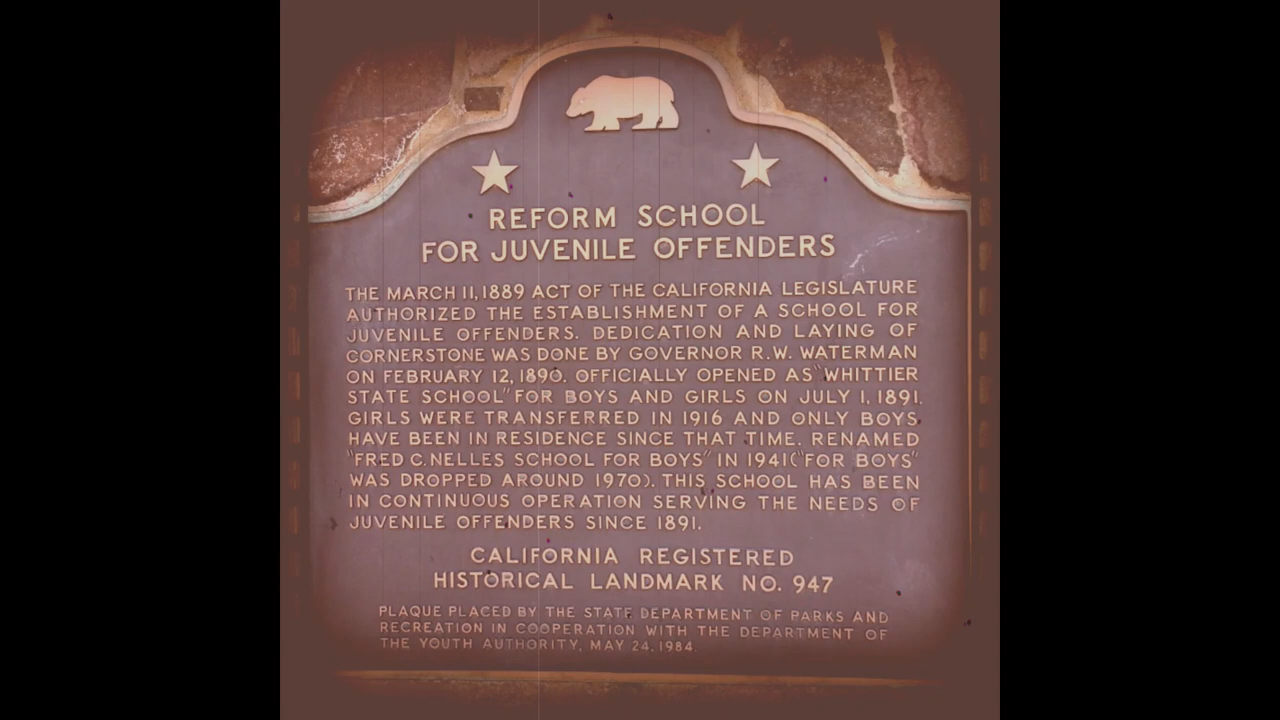 REFORM SCHOOL
FOR JUVENILE OFFENDERS
THE MARCH 11, 1889 ACT OF THE CALIFORNIA LEGISLATURE
AUTHORIZED THE ESTABLISHMENT OF A SCHOOL FOR
JUVENILE OFFENDERS. DEDICATION AND LAYING OF
CORNERSTONE WAS DONE BY GOVERNOR R.W. WATERMAN
ON FEBRUARY 12, 1890. OFFICIALLY OPENED AS "WHITTIER
STATE SCHOOL" FOR BOYS AND GIRLS ON JULY 1, 1891.
GIRLS WERE TRANSFERRED IN 1916 AND ONLY BOYS
HAVE BEEN IN RESIDENCE SINCE THAT TIME. RENAMED
"FRED C. NELLES SCHOOL FOR BOYS" IN 1941 ("FOR BOYS"
WAS DROPPED AROUND 1970). THIS SCHOOL HAS BEEN
IN CONTINUOUS OPERATION SERVING THE NEEDS OF
JUVENILE OFFENDERS SINCE 1891.
CALIFORNIA REGISTERED
HISTORICAL LANDMARK NO. 947
PLAQUE PLACED BY THE STATE DEPARTMENT OF PARKS AND
RECREATION IN COOPERATION WITH THE DEPARTMENT OF
THE YOUTH AUTHORITY, MAY 24, 1984.